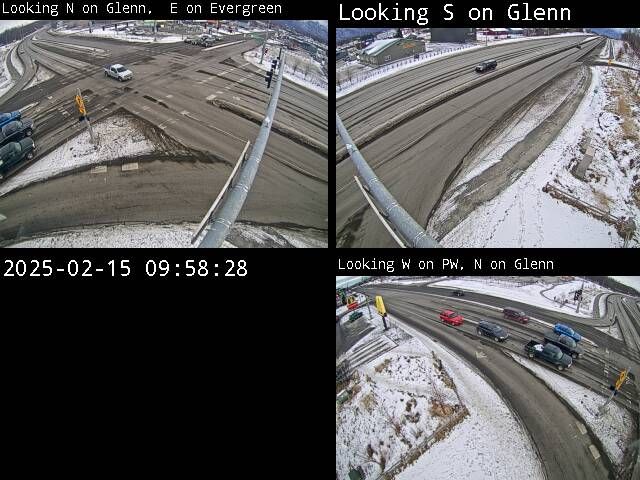 Looking N on Glenn, E on Evergreen
Looking S on Glenn
2025-02-15 09:58:28
Looking W on PW, N on Glenn